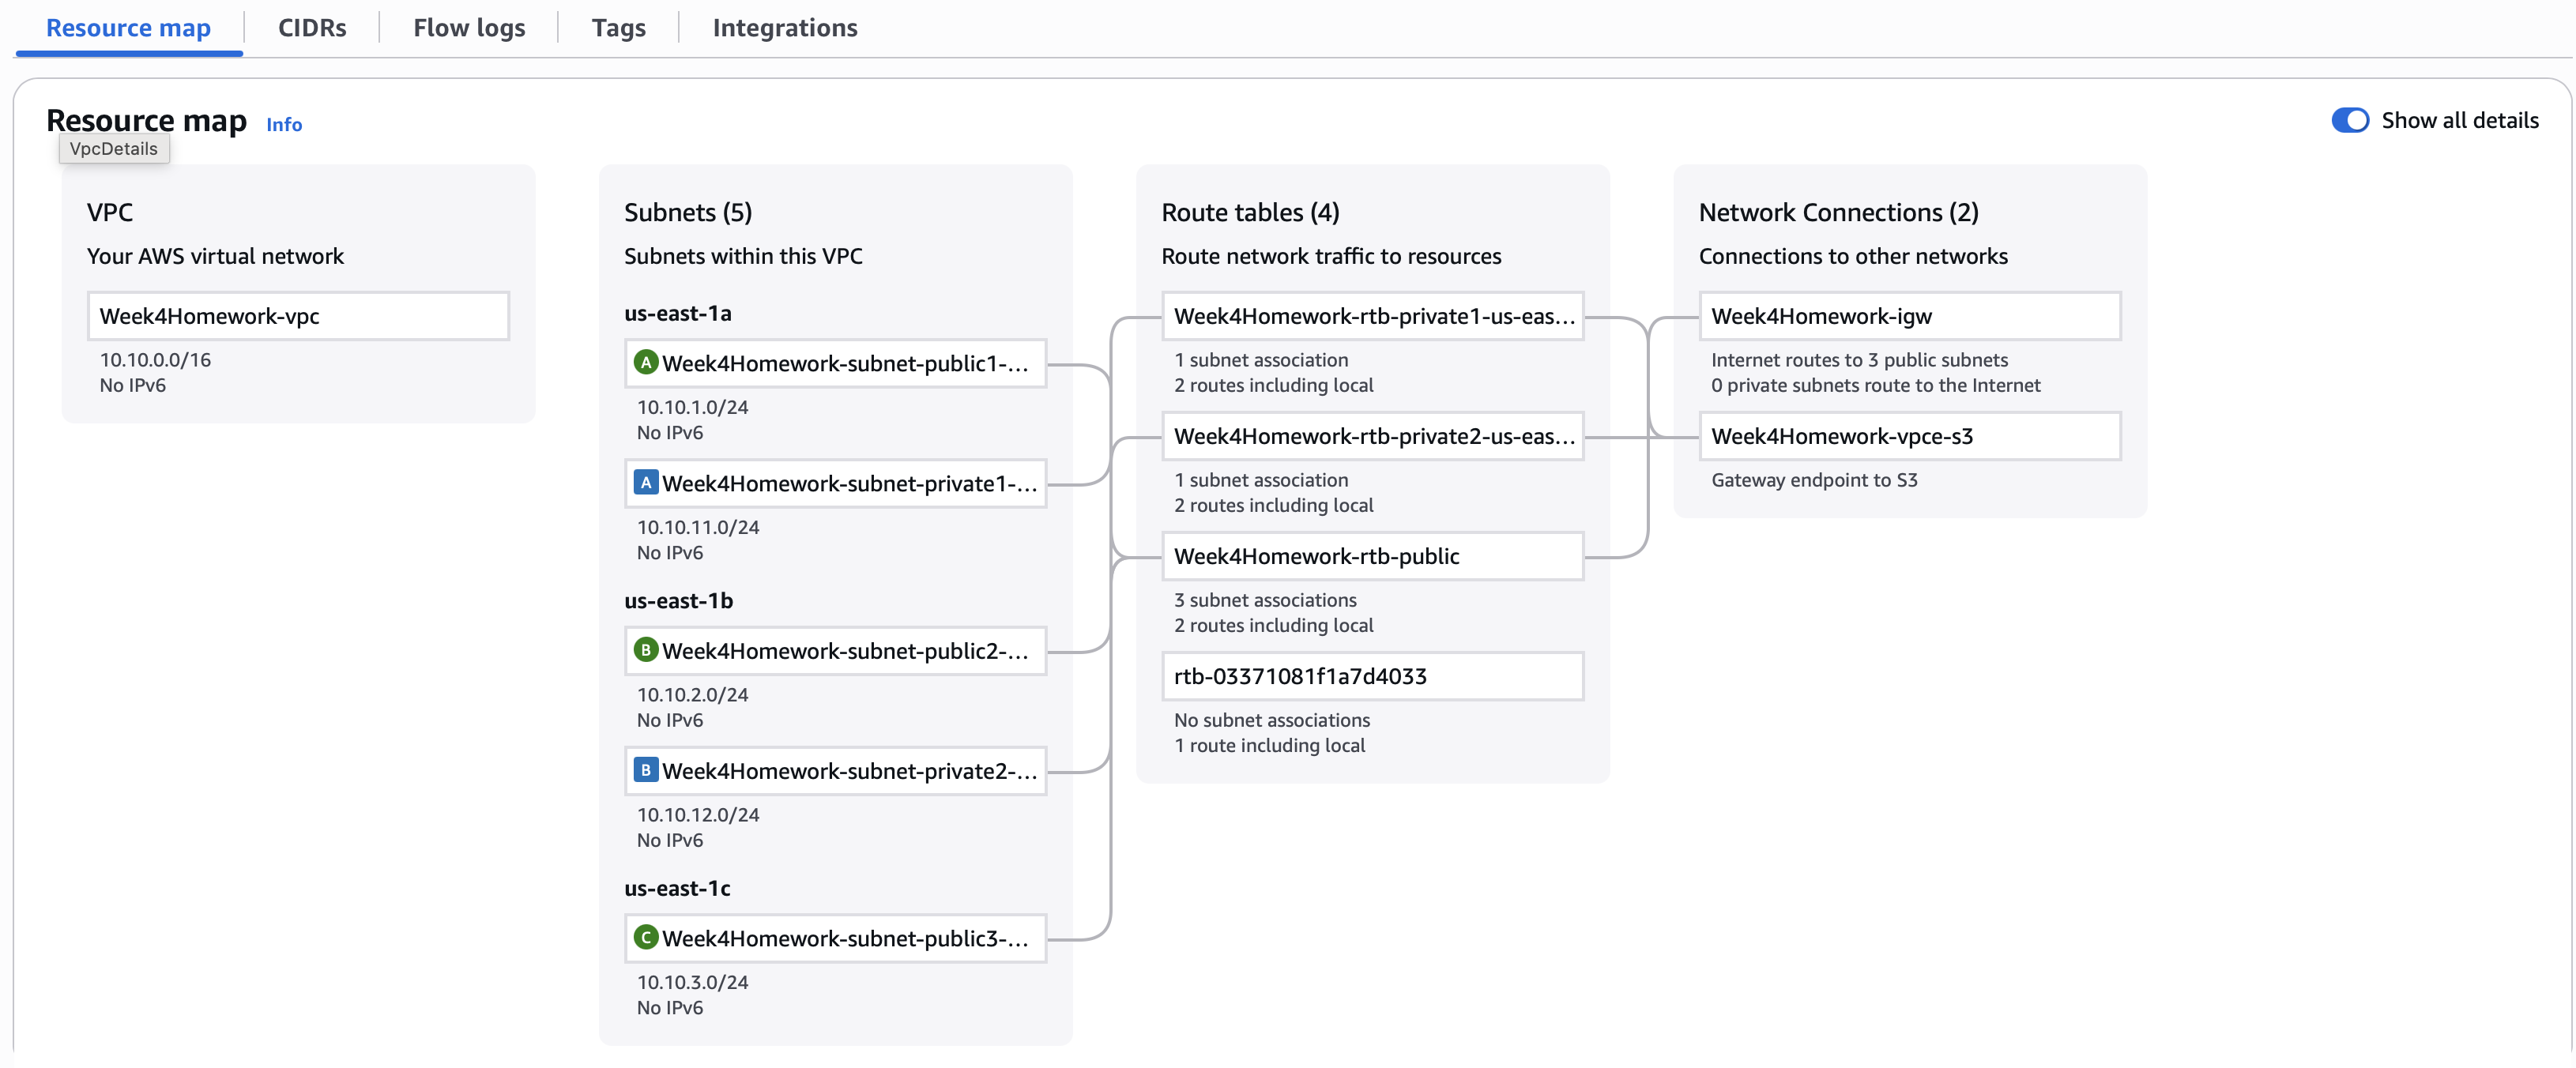 Resource map
CIDRs
Flow logs
Tags
Integrations
Resource map Info
Show all details
VpcDetails
VPC
Your AWS virtual network
Week4Homework-vpc
10.10.0.0/16
No IPv6
Subnets (5)
Subnets within this VPC
us-east-1a
A Week4Homework-subnet-public1-...
10.10.1.0/24
No IPv6
A Week4Homework-subnet-private1-...
10.10.11.0/24
No IPv6
us-east-1b
B Week4Homework-subnet-public2-...
10.10.2.0/24
No IPv6
B Week4Homework-subnet-private2-...
10.10.12.0/24
No IPv6
us-east-1c
C Week4Homework-subnet-public3-...
10.10.3.0/24
No IPv6
Route tables (4)
Route network traffic to resources
Week4Homework-rtb-private1-us-eas...
1 subnet association
2 routes including local
Week4Homework-rtb-private2-us-eas...
1 subnet association
2 routes including local
Week4Homework-rtb-public
3 subnet associations
2 routes including local
rtb-03371081f1a7d4033
No subnet associations
1 route including local
Network Connections (2)
Connections to other networks
Week4Homework-igw
Internet routes to 3 public subnets
0 private subnets route to the Internet
Week4Homework-vpce-s3
Gateway endpoint to S3